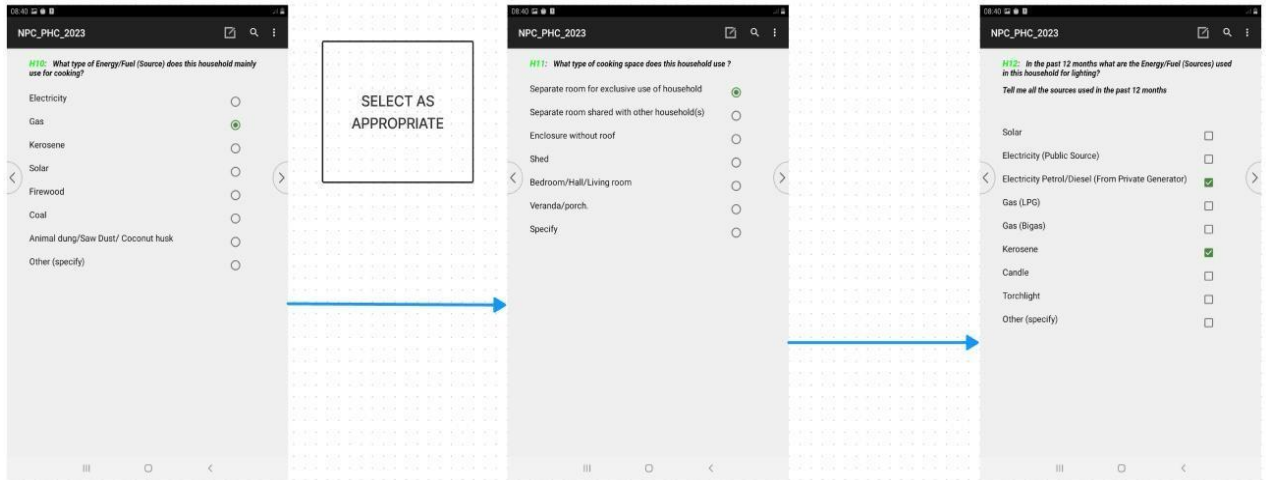 08:40
NPC_PHC_2023
H10: What type of Energy/Fuel (Source) does this household mainly
use for cooking?
Electricity
Gas
Kerosene
Solar
Firewood
Coal
Animal dung/Saw Dust/ Coconut husk
Other (specify)
SELECT AS
APPROPRIATE
08:40
NPC_PHC_2023
H11: What type of cooking space does this household use ?
Separate room for exclusive use of household
Separate room shared with other household(s)
Enclosure without roof
Shed
Bedroom/Hall/Living room
Veranda/porch.
Specify
08:40
NPC_PHC_2023
H12: In the past 12 months what are the Energy/Fuel (Sources) used
in this household for lighting?
Tell me all the sources used in the past 12 months
Solar
Electricity (Public Source)
Electricity Petrol/Diesel (From Private Generator)
Gas (LPG)
Gas (Bigas)
Kerosene
Candle
Torchlight
Other (specify)